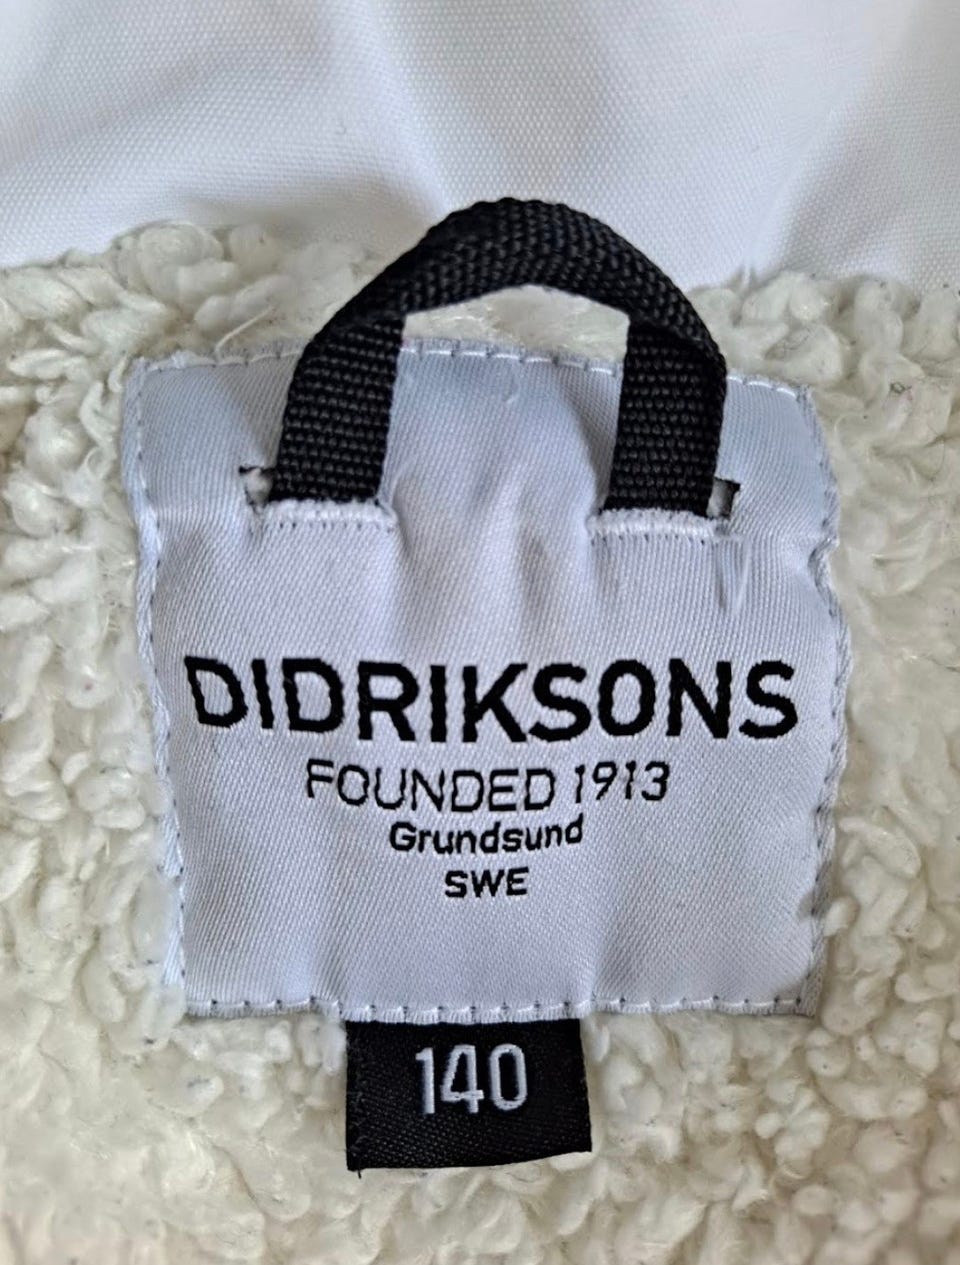 DIDRIKSONS
FOUNDED 1913
Grundsund
SWE
140